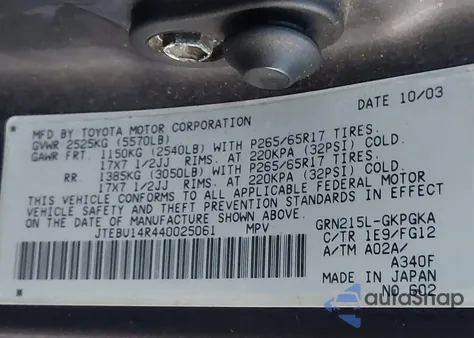 DATE 10/03
MFD BY TOYOTA MOTOR CORPORATION
GVWR 2525KG (5570LB)
GAWR FRT. 1150KG (2540LB) WITH P265/65R17 TIRES.
17X7 1/2JJ RIMS. AT 220KPA (32PSI) COLD.
RR. 1385KG (3050LB) WITH P265/65R17 TIRES.
17X7 1/2JJ RIMS. AT 220KPA (32PSI) COLD.
THIS VEHICLE CONFORMS TO ALL APPLICABLE FEDERAL MOTOR
VEHICLE SAFETY AND THEFT PREVENTION STANDARDS IN EFFECT
ON THE DATE OF MANUFACTURE SHOWN ABOVE.
JTEBU14R440025061 MPV
GRN215L-GKPGKA
C/TR 1E9/FG12
A/TM A02A/
A340F
MADE IN JAPAN
NO.602
autoAstap